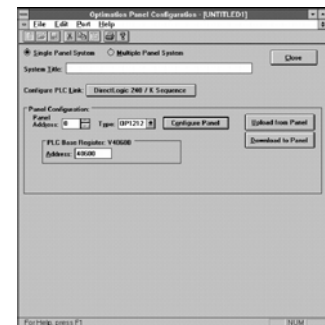 Optimation Panel Configuration - [UNTITLED1]
File Edit Port Help
Single Panel System Multiple Panel System
Close
System Title:
Configure PLC Link: DirectLogic 240 / K Sequence
Panel Configuration
Panel Address: 0 Type: OP1212 Configure Panel Upload from Panel
Download to Panel
PLC Base Register: V40600
Address: 40600
For Help, press F1 NUM